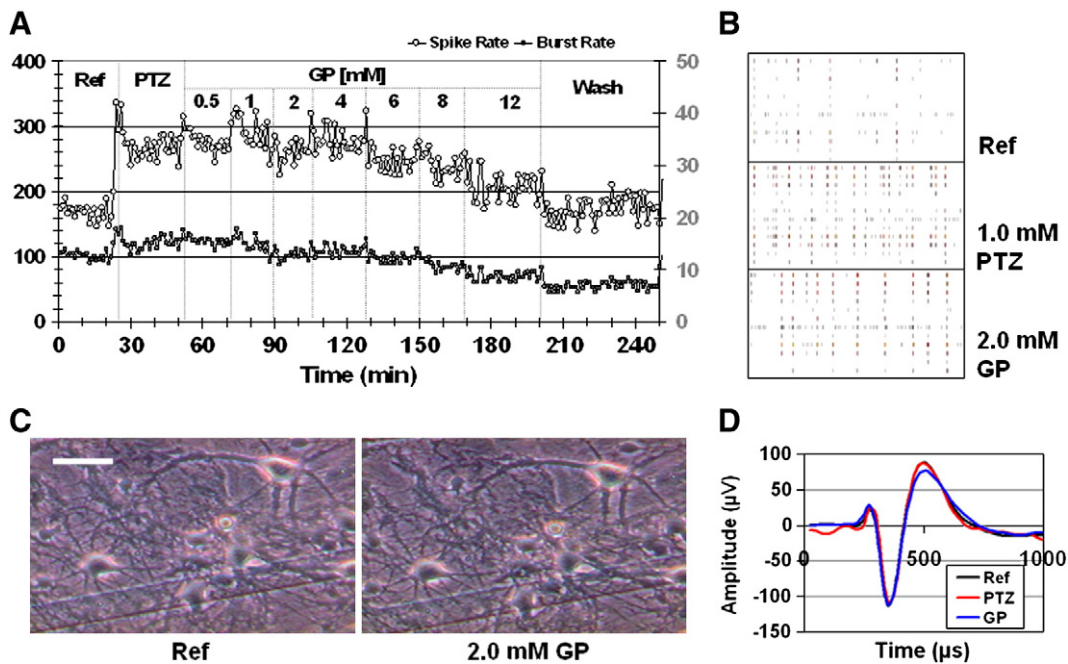 A
Spike Rate Burst Rate
400
300
200
100
0
Ref PTZ GP [mM] Wash
0.5 1 2 4 6 8 12
50
40
30
20
10
0
0 30 60 90 120 150 180 210 240
Time (min)
B
Ref
1.0 mM
PTZ
2.0 mM
GP
C
Ref
2.0 mM GP
D
100
50
0
-50
-100
-150
Amplitude (µV)
0 500 1000
Ref
PTZ
GP
Time (µs)